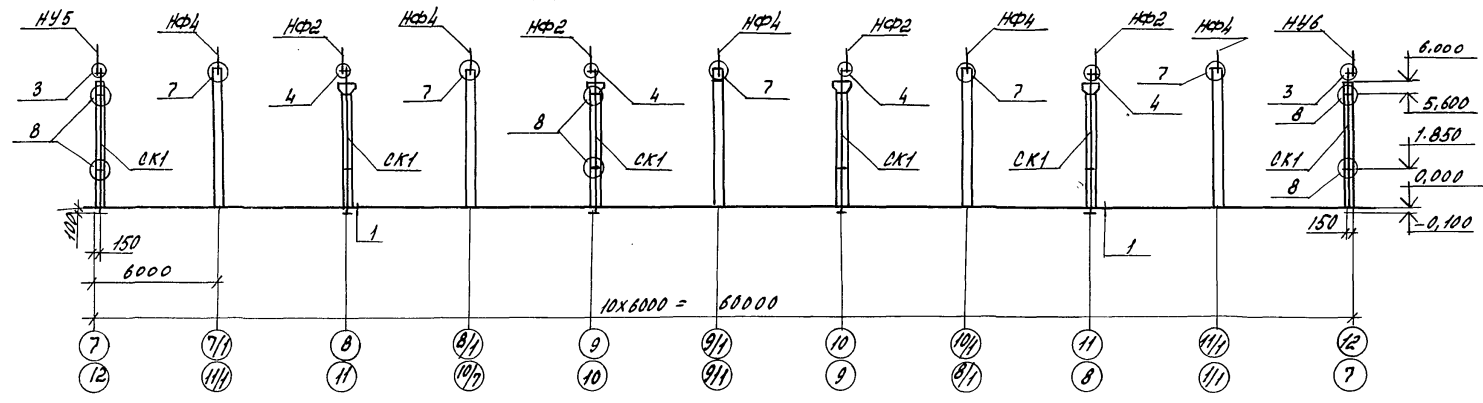 НУ5 НФ4 НФ2 НФ4 НФ2 НФ4 НФ2 НФ4 НФ2 НФ4 НУ6
6,000
3 7 4 7 4 7 4 7 4 7 3
8 8 8 5,600
1.850
СК1 СК1 СК1 СК1 СК1 СК1
8
0,000
100 1 1 150 -0,100
150
6000
10х6000 = 60000
7 7/1 8 8/1 9 9/1 10 10/1 11 11/1 12
12 11/1 11 10/7 10 9/1 9 8/1 8 1/1 7